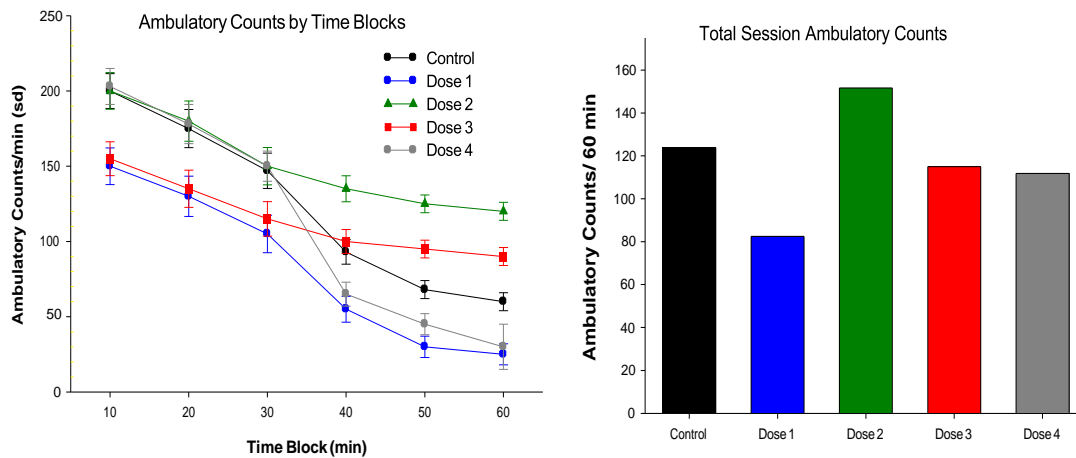 Ambulatory Counts by Time Blocks
250
200
150
100
50
0
Ambulatory Counts/min (sd)
10 20 30 40 50 60
Time Block (min)
Control
Dose 1
Dose 2
Dose 3
Dose 4
Total Session Ambulatory Counts
160
140
120
100
80
60
40
20
0
Ambulatory Counts/ 60 min
Control Dose 1 Dose 2 Dose 3 Dose 4